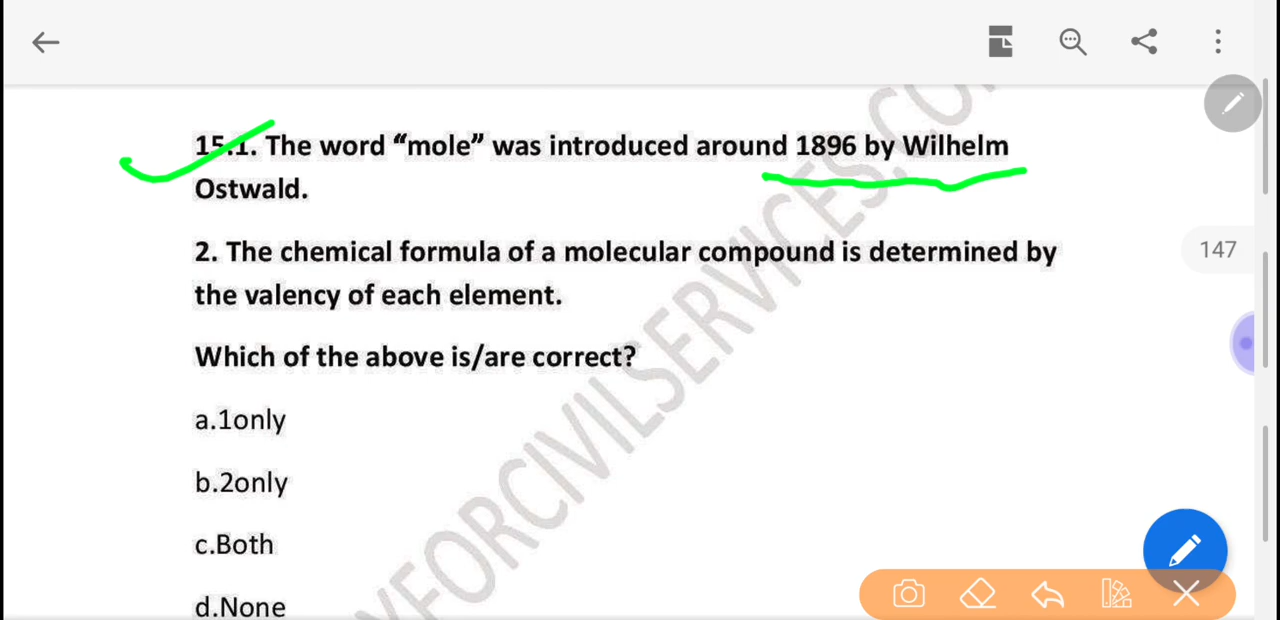 15.1. The word “mole” was introduced around 1896 by Wilhelm
Ostwald.
2. The chemical formula of a molecular compound is determined by
the valency of each element.
147
Which of the above is/are correct?
a.1only
b.2only
c.Both
d.None
YFORCIVILSERVICES.CO